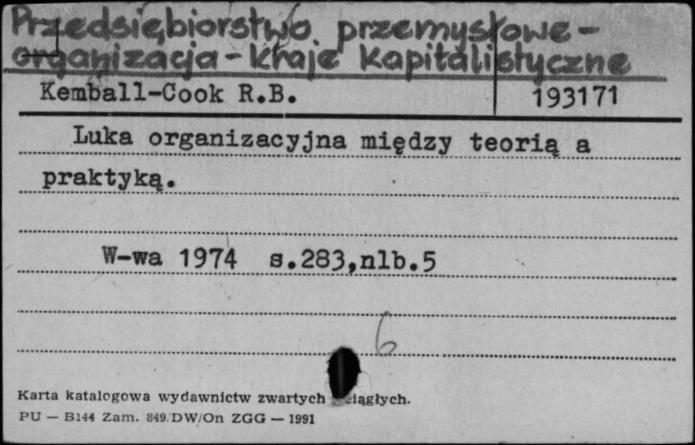 Przedsiębiorstwo przemysłowe-
organizacja-kraje kapitalistyczne
Kemball-Cook R.B. 193171
Luka organizacyjna między teorią a
praktyką.
W-wa 1974 s.283,nlb.5
6
Karta katalogowa wydawnictw zwartych ciągłych.
PU — B144 Zam. 849/DW/On ZGG — 1991